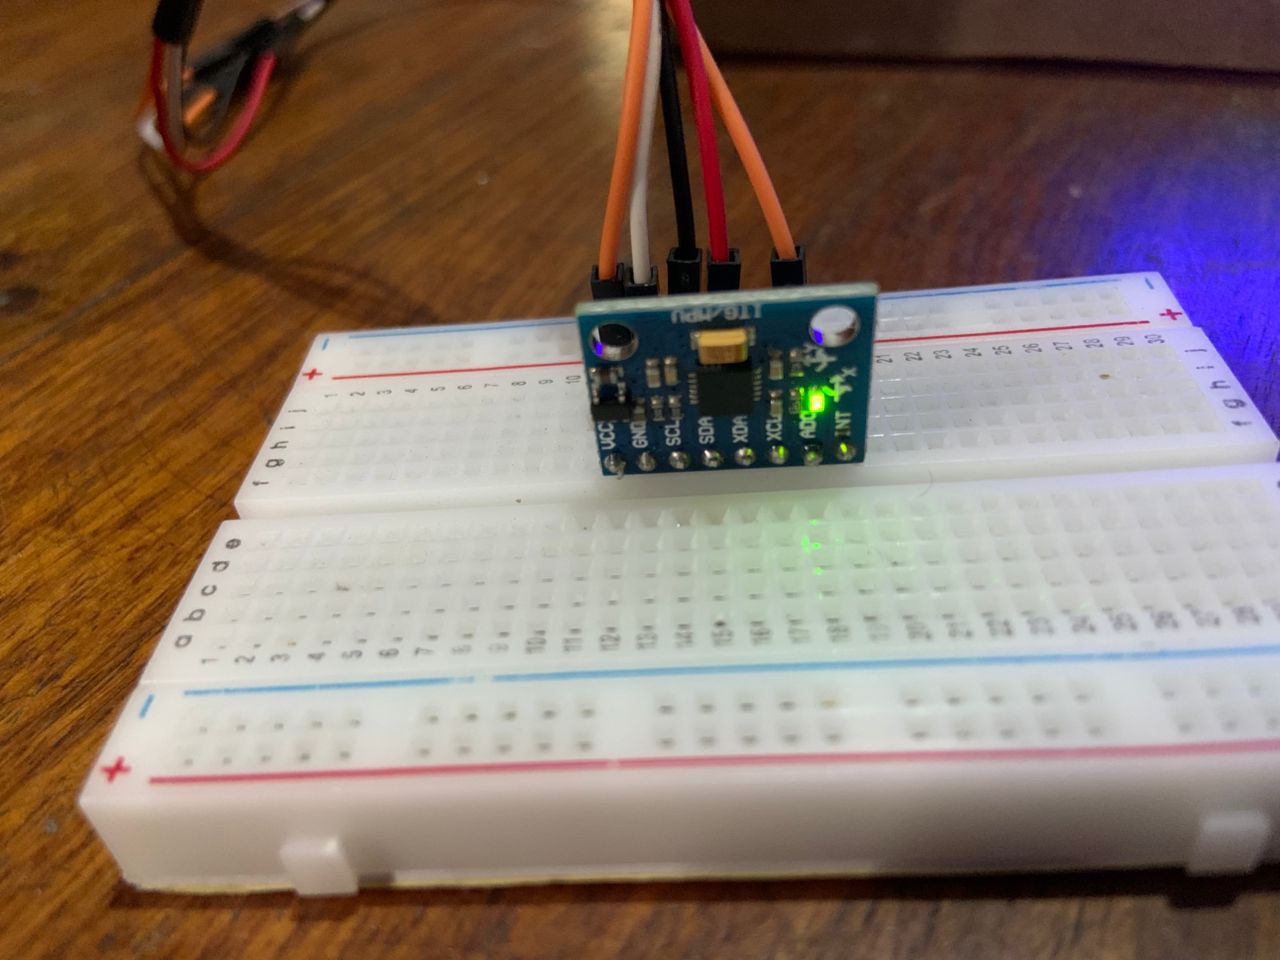 ITG/MPU
VCC
GND
SCL
SDA
XDA
XCL
ADO
INT
X
- -
+ +
1 2 3 4 5 6 7 8 9 10 21 22 23 24 25 26 27 28 29 30
j i h g f
i h g f
e d c b a
1 2 3 4 5 6 7 8 9 10 11 12 13 14 15 16 17 18 19 20 21 22 23 24 25 26 27 28 29
-
+